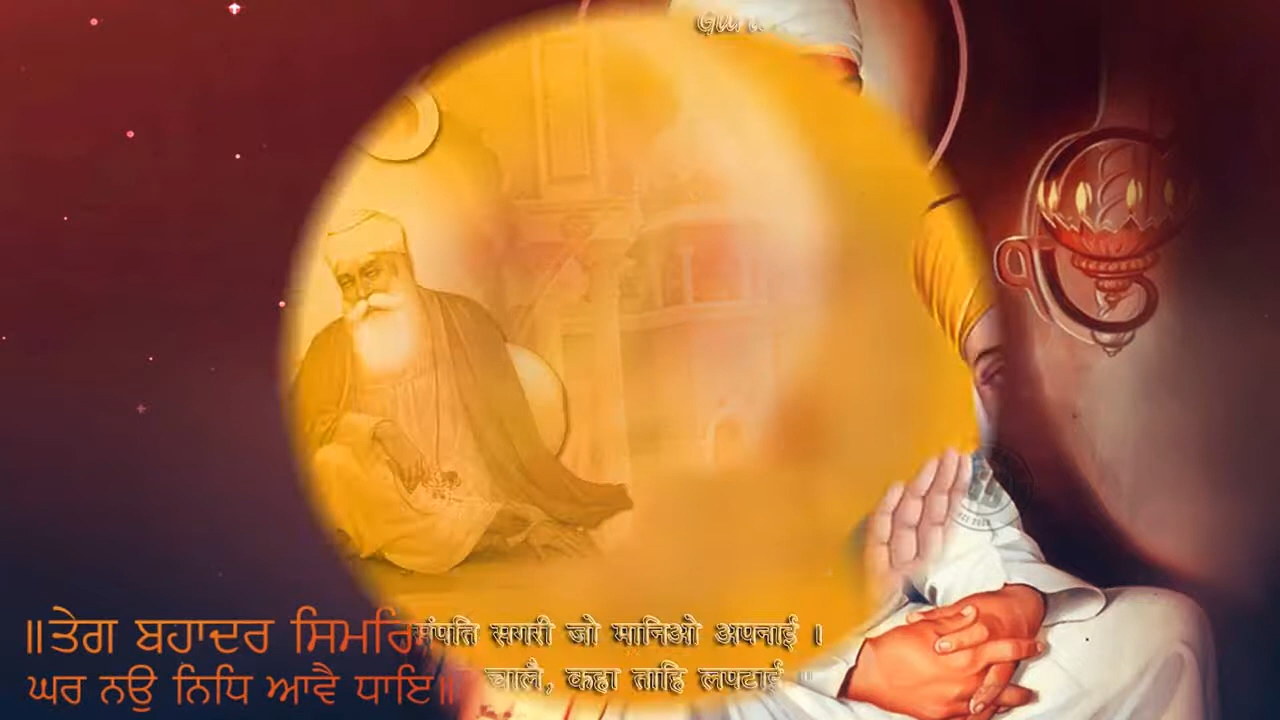 ॥ਤੇਗ ਬਹਾਦਰ ਸਿਮਰਿ
ਘਰ ਨਉ ਨਿਧਿ ਆਵੈ ਧਾਇ॥
संपति सगरी जो मानिओ अपनाई ।
चालै, कहा ताहि लपटाई ॥